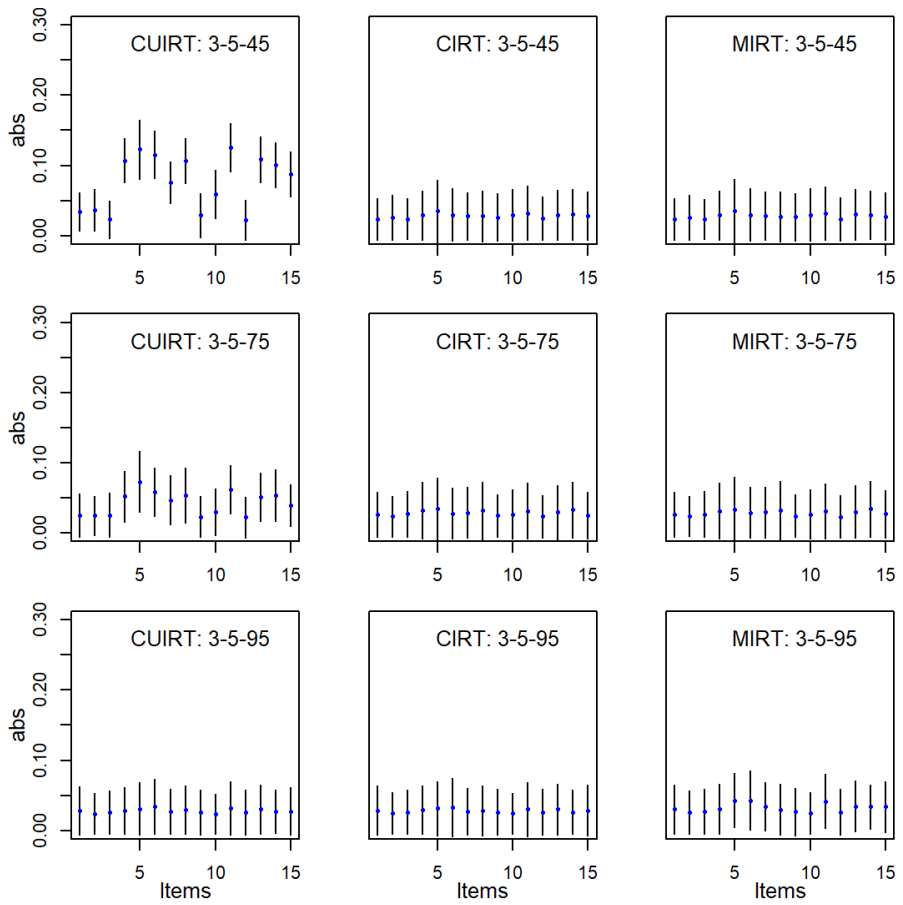 CUIRT: 3-5-45
CIRT: 3-5-45
MIRT: 3-5-45
abs
0.00 0.10 0.20 0.30
5 10 15
5 10 15
5 10 15
CUIRT: 3-5-75
CIRT: 3-5-75
MIRT: 3-5-75
abs
0.00 0.10 0.20 0.30
5 10 15
5 10 15
5 10 15
CUIRT: 3-5-95
CIRT: 3-5-95
MIRT: 3-5-95
abs
0.00 0.10 0.20 0.30
5 10 15
5 10 15
5 10 15
Items
Items
Items